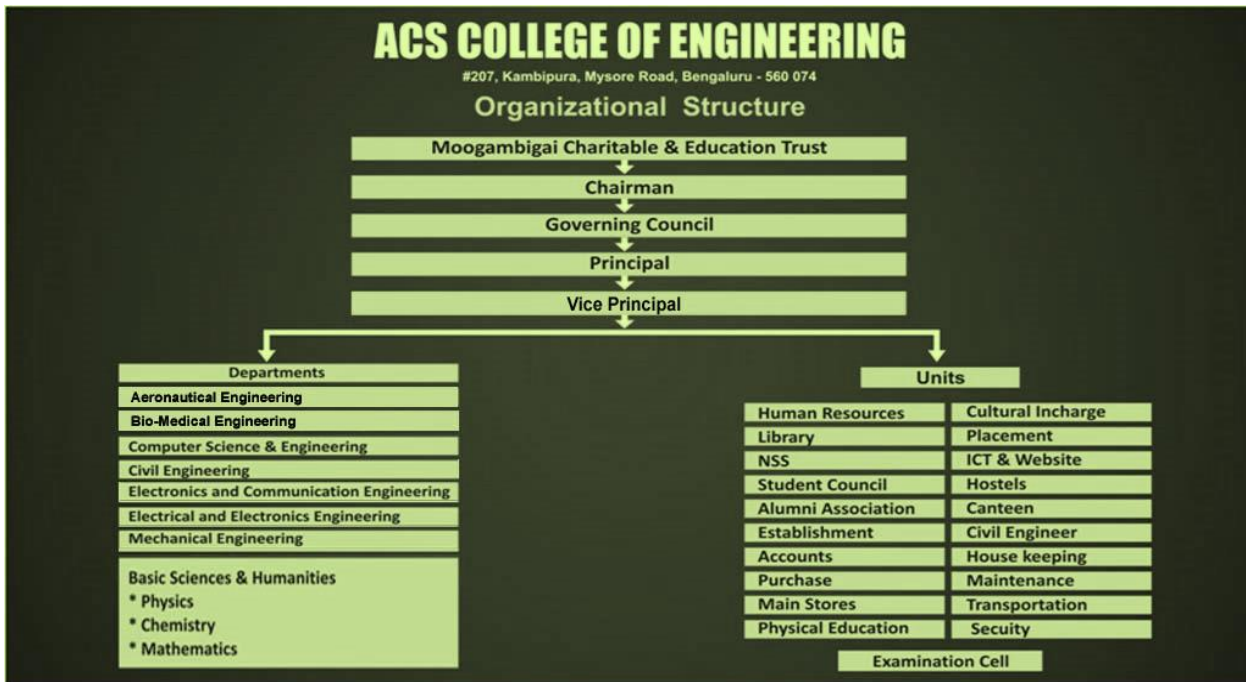 ACS COLLEGE OF ENGINEERING
#207, Kambipura, Mysore Road, Bengaluru - 560 074
Organizational Structure
Moogambigai Charitable & Education Trust
Chairman
Governing Council
Principal
Vice Principal
Departments
Aeronautical Engineering
Bio-Medical Engineering
Computer Science & Engineering
Civil Engineering
Electronics and Communication Engineering
Electrical and Electronics Engineering
Mechanical Engineering
Basic Sciences & Humanities
* Physics
* Chemistry
* Mathematics
Units
Human Resources
Library
NSS
Student Council
Alumni Association
Establishment
Accounts
Purchase
Main Stores
Physical Education
Cultural Incharge
Placement
ICT & Website
Hostels
Canteen
Civil Engineer
House keeping
Maintenance
Transportation
Secuity
Examination Cell